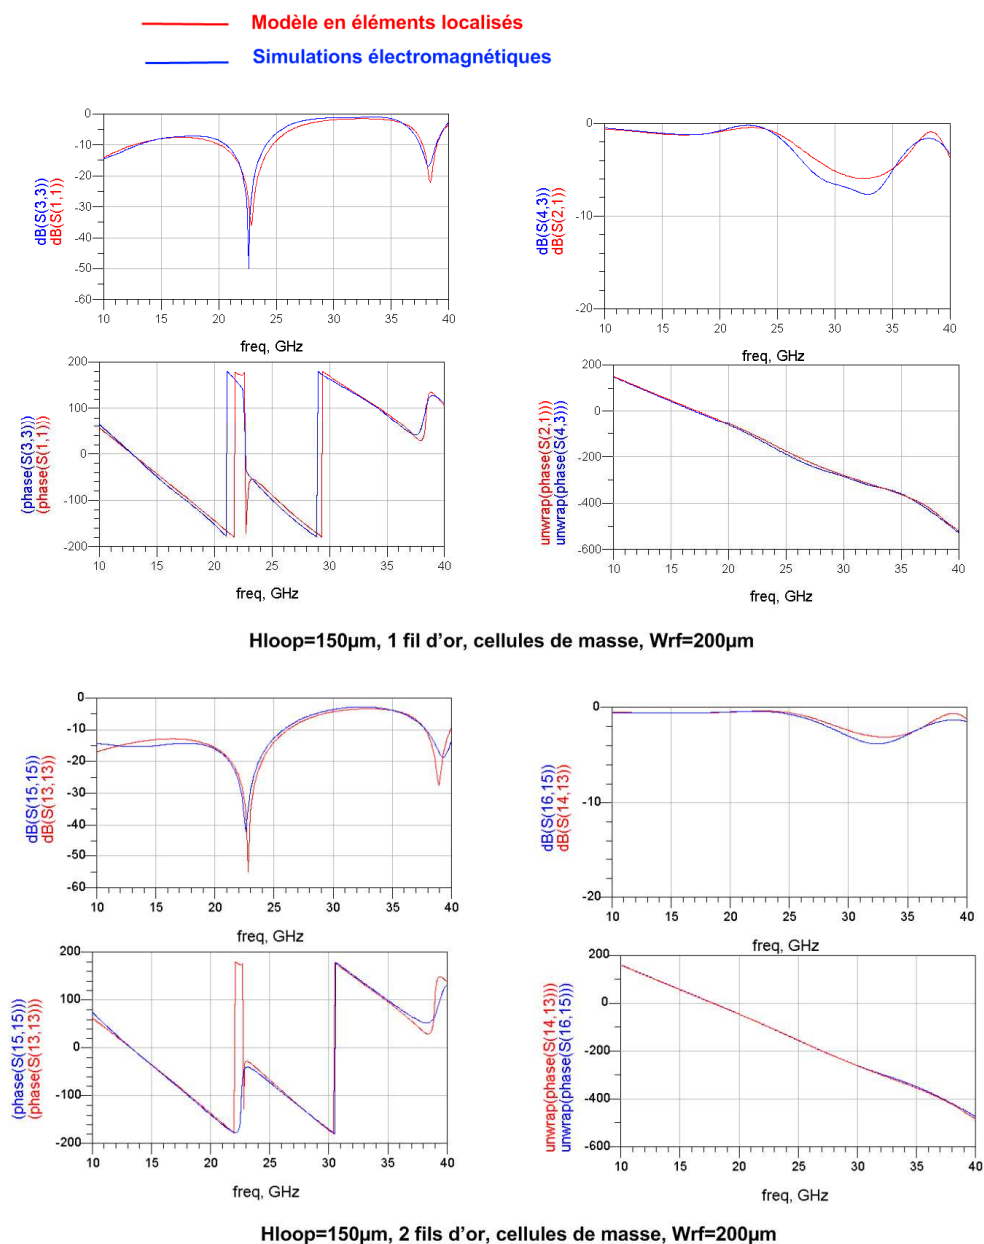 Modèle en éléments localisés
Simulations électromagnétiques
0
-10
-20
-30
-40
-50
-60
10 15 20 25 30 35 40
freq, GHz
dB(S(3,3))
dB(S(1,1))
0
-10
-20
10 15 20 25 30 35 40
freq, GHz
dB(S(4,3))
dB(S(2,1))
200
100
0
-100
-200
10 15 20 25 30 35 40
freq, GHz
(phase(S(3,3)))
(phase(S(1,1)))
200
0
-200
-400
-600
10 15 20 25 30 35 40
freq, GHz
unwrap(phase(S(2,1)))
unwrap(phase(S(4,3)))
Hloop=150µm, 1 fil d'or, cellules de masse, Wrf=200µm
0
-10
-20
-30
-40
-50
-60
10 15 20 25 30 35 40
freq, GHz
dB(S(15,15))
dB(S(13,13))
0
-10
-20
10 15 20 25 30 35 40
freq, GHz
dB(S(16,15))
dB(S(14,13))
200
100
0
-100
-200
10 15 20 25 30 35 40
freq, GHz
(phase(S(15,15)))
(phase(S(13,13)))
200
0
-200
-400
-600
10 15 20 25 30 35 40
freq, GHz
unwrap(phase(S(14,13)))
unwrap(phase(S(16,15)))
Hloop=150µm, 2 fils d'or, cellules de masse, Wrf=200µm